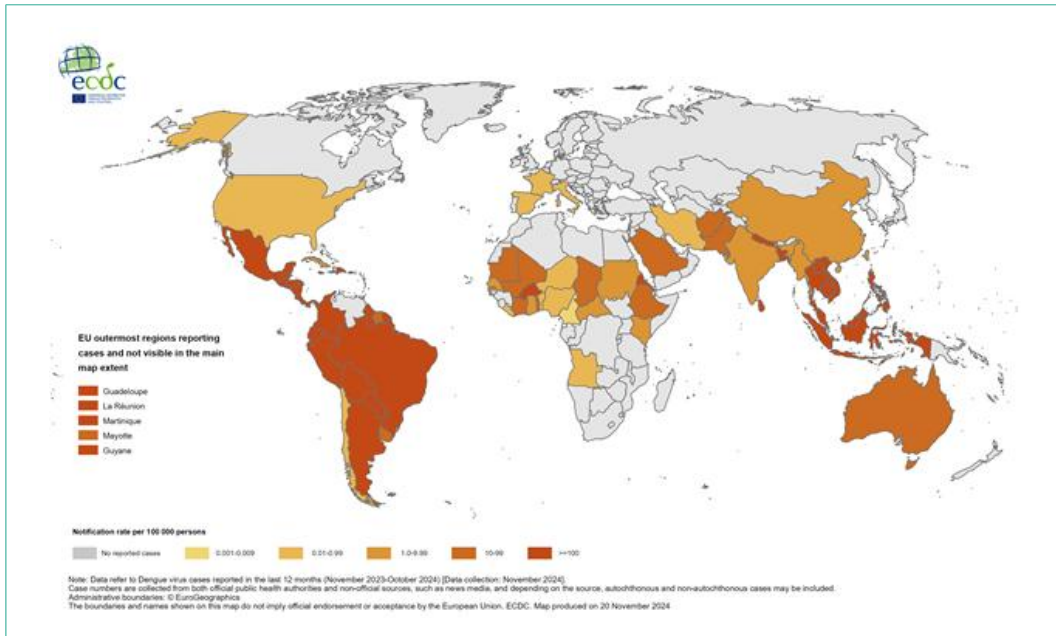 ecdc
EU outermost regions reporting
cases and not visible in the main
map extent
Guadeloupe
La Réunion
Martinique
Mayotte
Guyane
Notification rate per 100 000 persons
No reported cases
0.001-0.009
0.01-0.99
1.0-9.99
10-99
>=100
Note: Data refer to Dengue virus cases reported in the last 12 months (November 2023-October 2024) [Data collection: November 2024].
Case numbers are collected from both official public health authorities and non-official sources, such as news media, and depending on the source, autochthonous and non-autochthonous cases may be included.
Administrative boundaries: © EuroGeographics
The boundaries and names shown on this map do not imply official endorsement or acceptance by the European Union. ECDC. Map produced on 20 November 2024